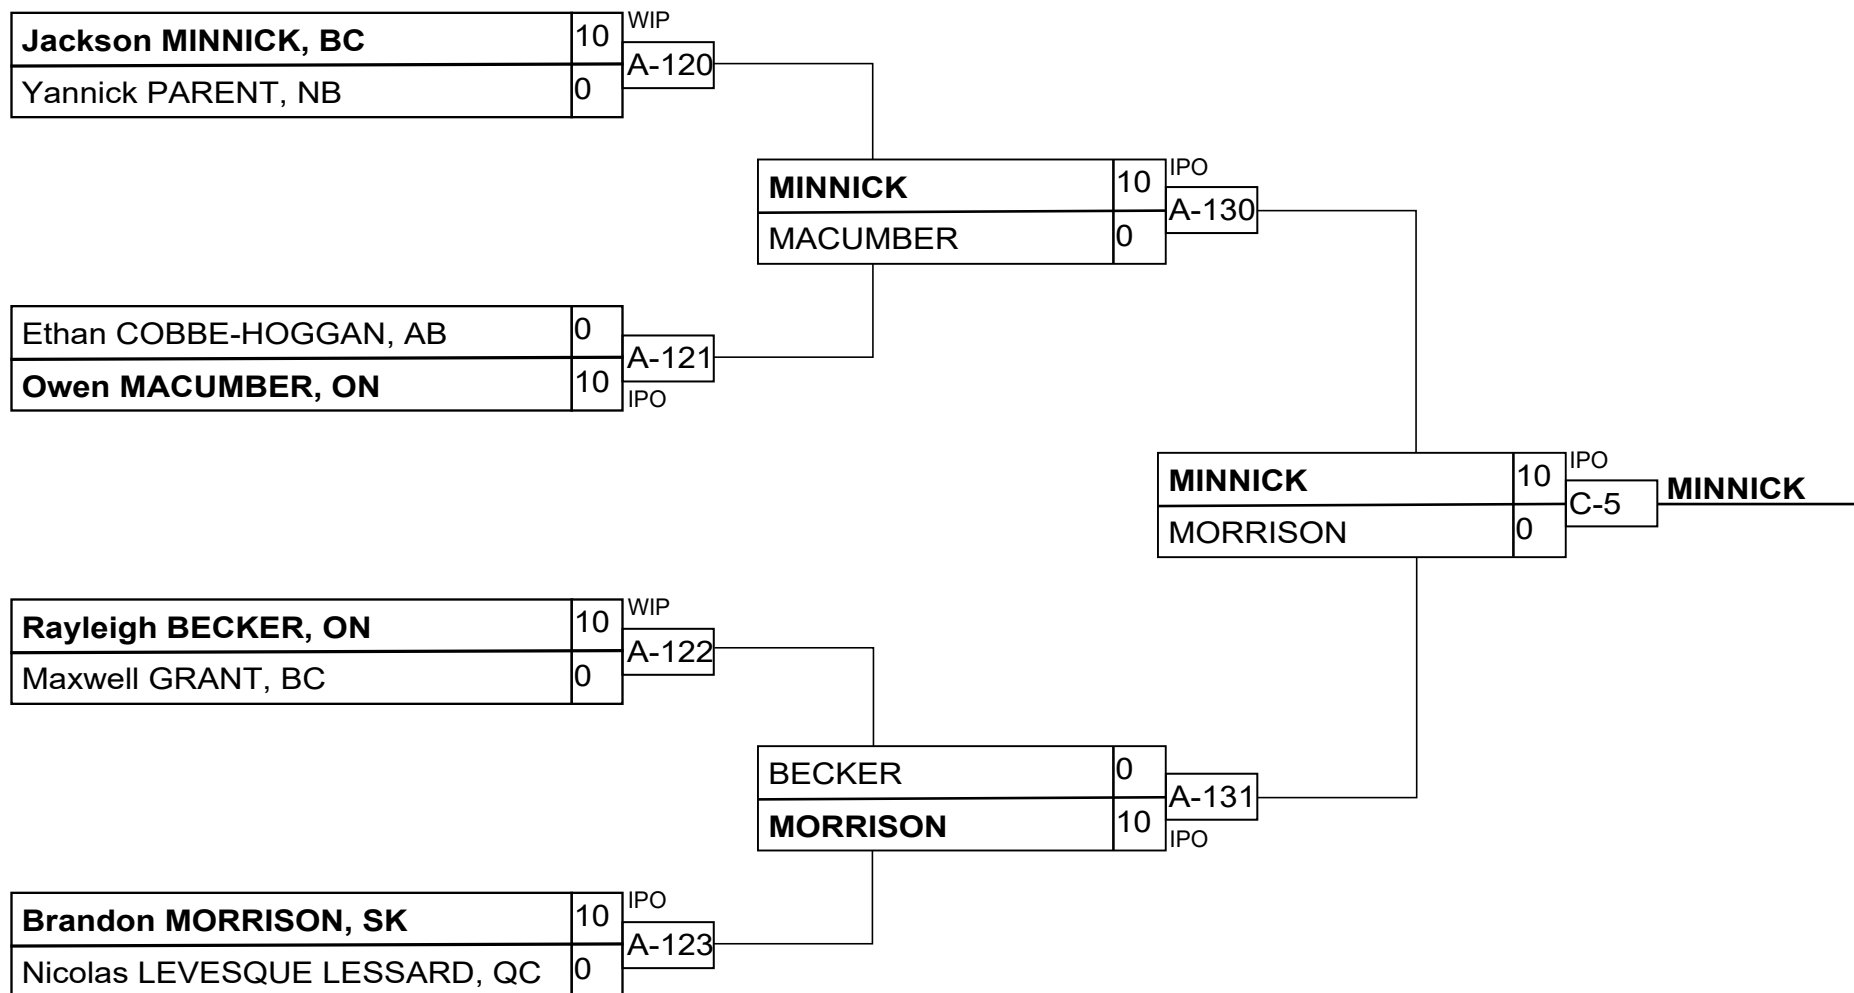 Jackson MINNICK, BC 10 WIP
A-120
Yannick PARENT, NB 0
MINNICK 10 IPO
A-130
MACUMBER 0
Ethan COBBE-HOGGAN, AB 0
A-121
Owen MACUMBER, ON 10 IPO
MINNICK 10 IPO
C-5 MINNICK
MORRISON 0
Rayleigh BECKER, ON 10 WIP
A-122
Maxwell GRANT, BC 0
BECKER 0
A-131
MORRISON 10 IPO
Brandon MORRISON, SK 10 IPO
A-123
Nicolas LEVESQUE LESSARD, QC 0